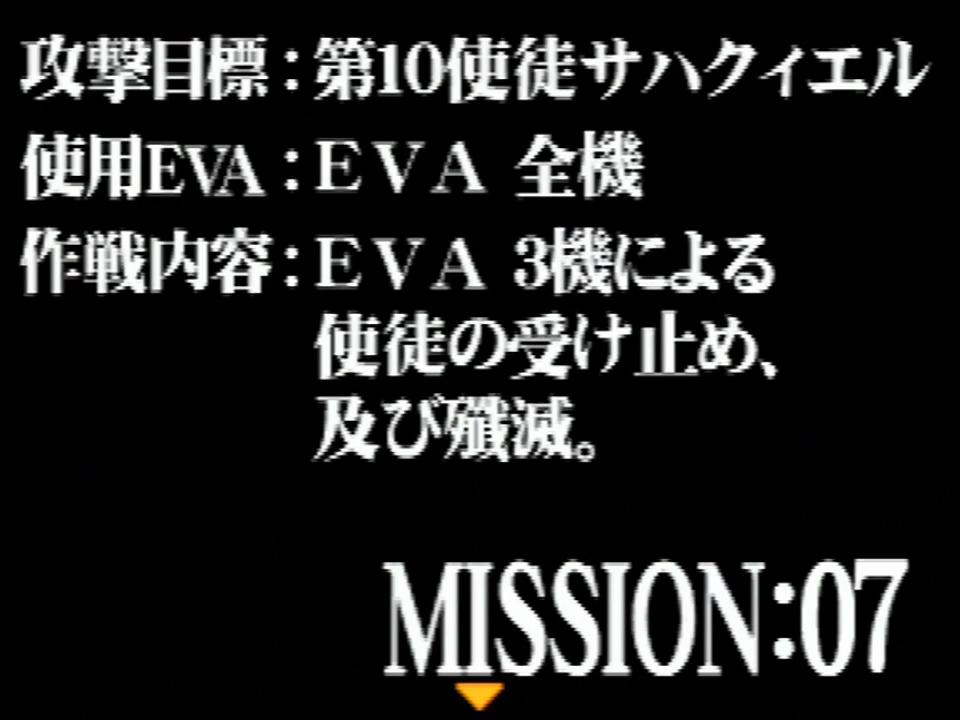 攻撃目標：第10使徒サハクィエル
使用EVA：ＥＶＡ 全機
作戦内容：ＥＶＡ 3機による
使徒の受け止め、
及び殲滅。
MISSION:07